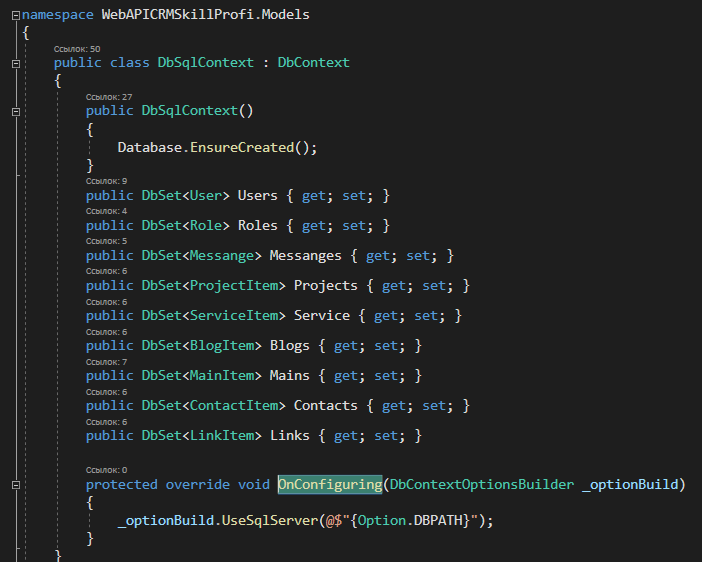 namespace WebAPICRMSkillProfi.Models
{
Ссылок: 50
public class DbSqlContext : DbContext
{
Ссылок: 27
public DbSqlContext()
{
Database.EnsureCreated();
}
Ссылок: 9
public DbSet<User> Users { get; set; }
Ссылок: 4
public DbSet<Role> Roles { get; set; }
Ссылок: 5
public DbSet<Messange> Messanges { get; set; }
Ссылок: 6
public DbSet<ProjectItem> Projects { get; set; }
Ссылок: 6
public DbSet<ServiceItem> Service { get; set; }
Ссылок: 6
public DbSet<BlogItem> Blogs { get; set; }
Ссылок: 7
public DbSet<MainItem> Mains { get; set; }
Ссылок: 6
public DbSet<ContactItem> Contacts { get; set; }
Ссылок: 6
public DbSet<LinkItem> Links { get; set; }
Ссылок: 0
protected override void OnConfiguring(DbContextOptionsBuilder _optionBuild)
{
_optionBuild.UseSqlServer(@$"{Option.DBPATH}");
}
}